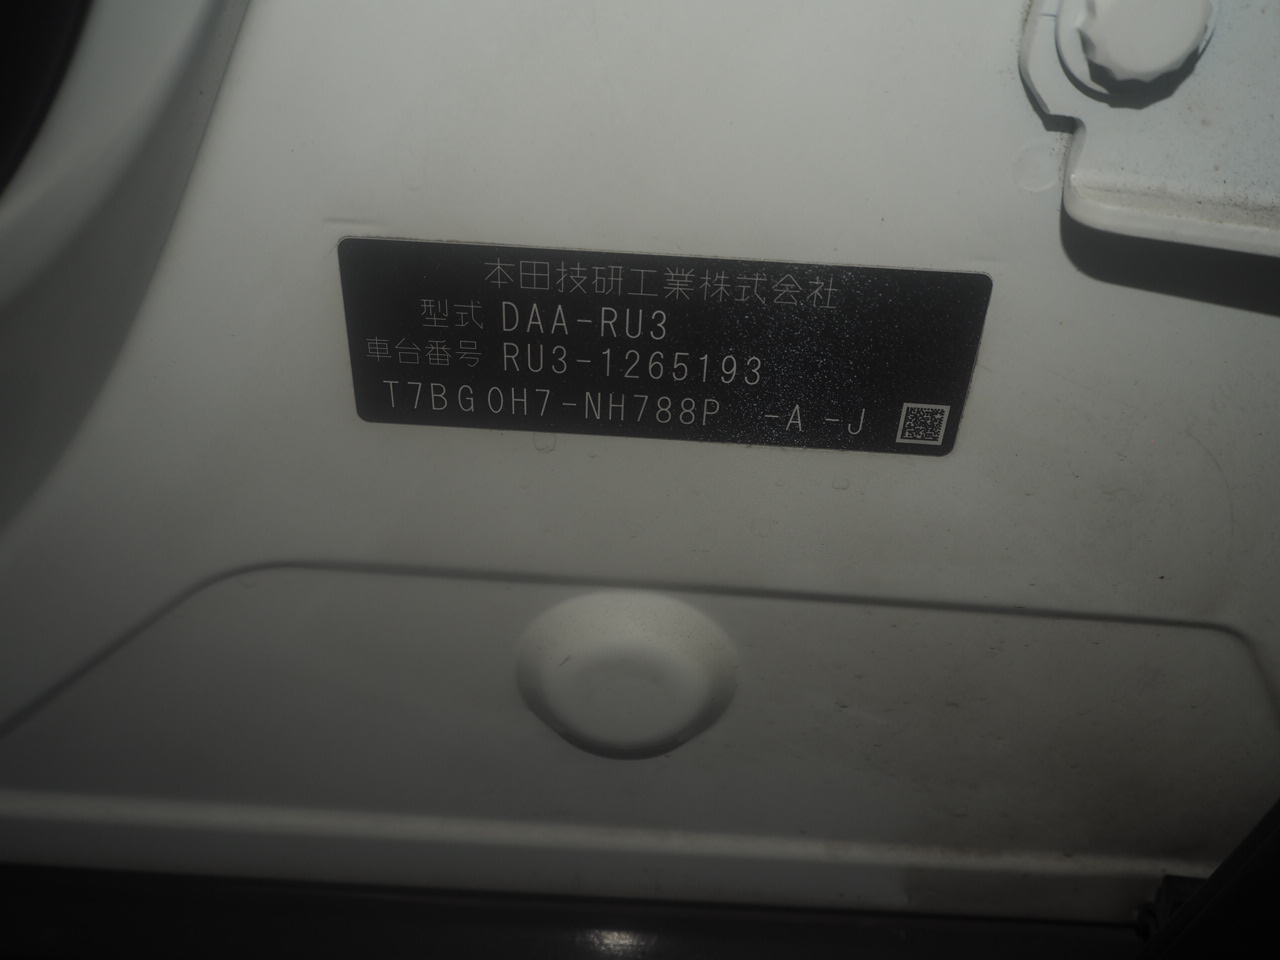 本田技研工業株式会社
型式 DAA-RU3
車台番号 RU3-1265193
T7BG0H7-NH788P -A -J